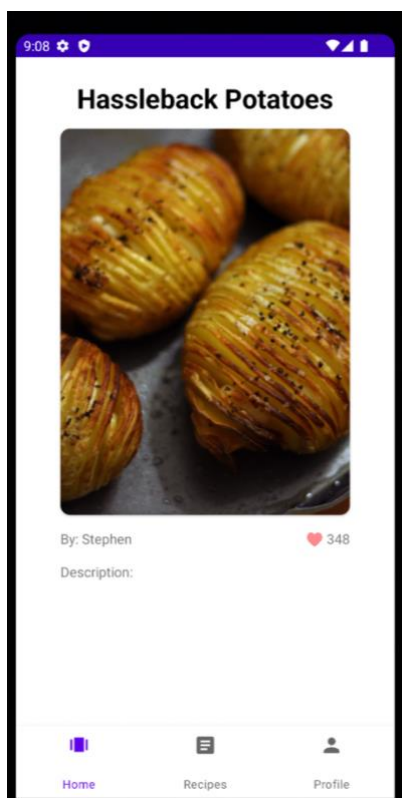 9:08
Hassleback Potatoes
By: Stephen
348
Description:
Home
Recipes
Profile